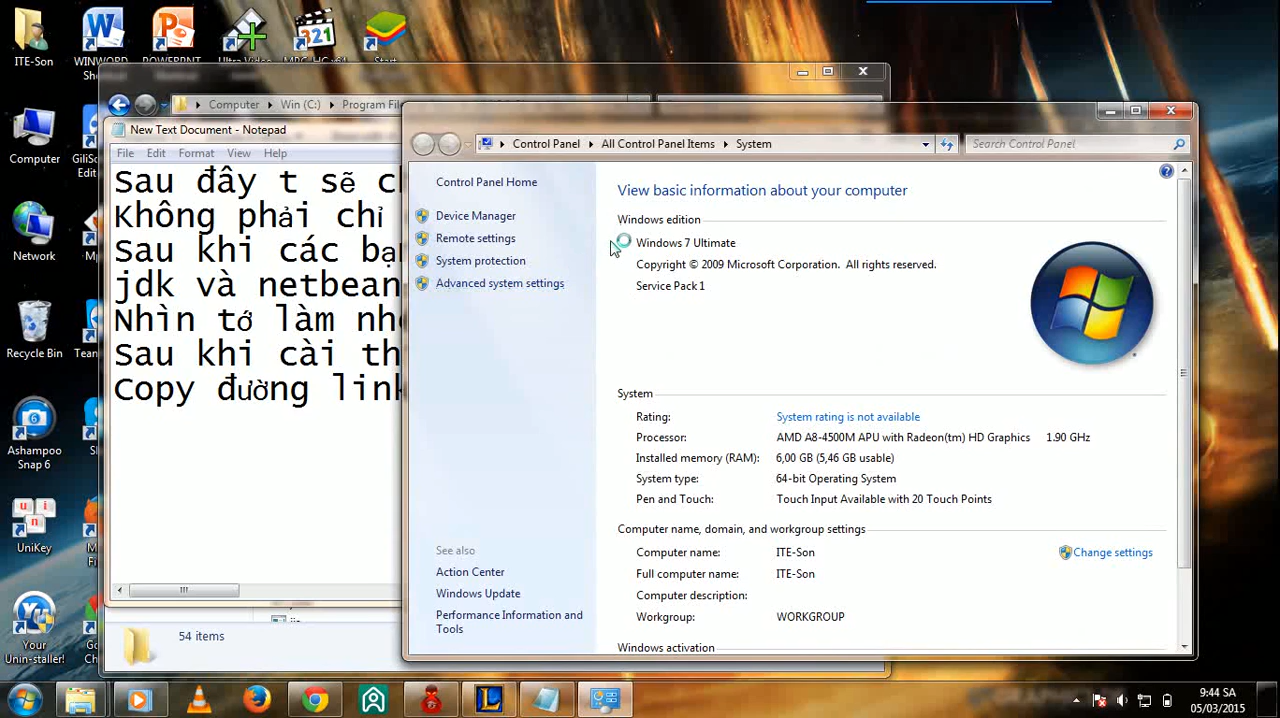 ITE-Son
WINWORD
POWERPNT
Ultra Video
MPC-HC x64
Start
Computer
Network
Recycle Bin
Ashampoo
Snap 6
UniKey
Your
Unin-staller!
GiliS
Edit
Computer
Win (C:)
New Text Document - Notepad
File Edit Format View Help
Sau đây t sẽ
Không phải chỉ
Sau khi các bạn
jdk và netbean
Nhìn tớ làm
Sau khi cài
Copy đường link
54 items
Control Panel
All Control Panel Items
System
Search Control Panel
Control Panel Home
Device Manager
Remote settings
System protection
Advanced system settings
See also
Action Center
Windows Update
Performance Information and
Tools
View basic information about your computer
Windows edition
Windows 7 Ultimate
Copyright © 2009 Microsoft Corporation. All rights reserved.
Service Pack 1
System
Rating: System rating is not available
Processor: AMD A8-4500M APU with Radeon(tm) HD Graphics 1.90 GHz
Installed memory (RAM): 6,00 GB (5,46 GB usable)
System type: 64-bit Operating System
Pen and Touch: Touch Input Available with 20 Touch Points
Computer name, domain, and workgroup settings
Computer name: ITE-Son Change settings
Full computer name: ITE-Son
Computer description:
Workgroup: WORKGROUP
Windows activation
9:44 SA
05/03/2015